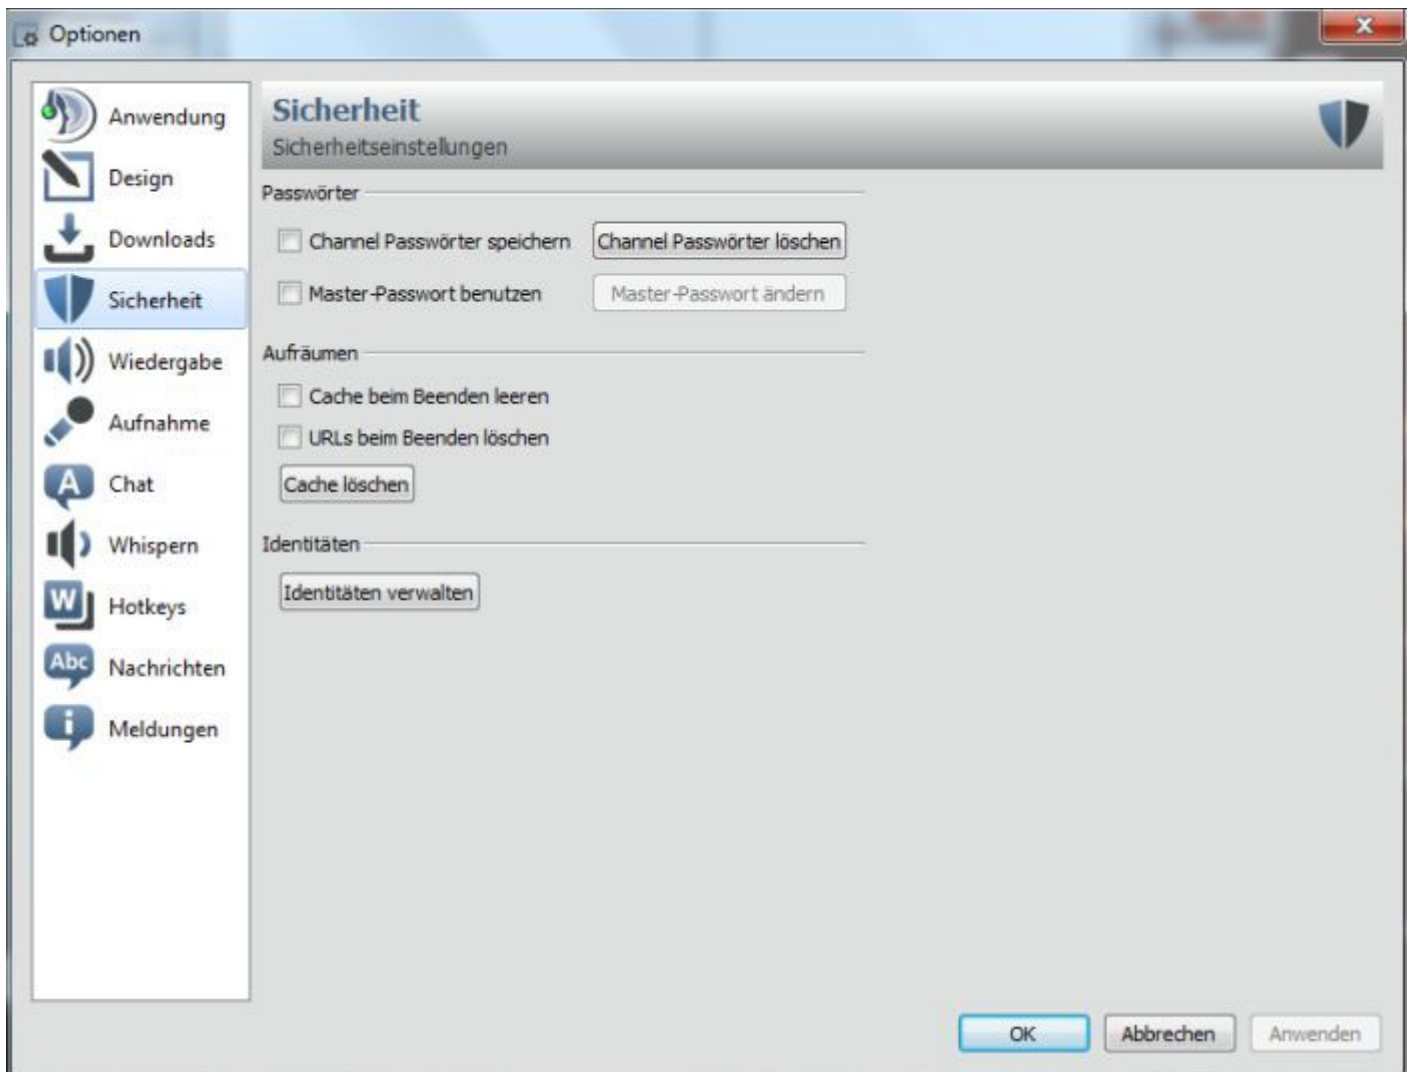 Optionen
Anwendung
Design
Downloads
Sicherheit
Wiedergabe
Aufnahme
A
Chat
Whispern
W
Hotkeys
Abc
Nachrichten
i
Meldungen
Sicherheit
Sicherheitseinstellungen
Passwörter
Channel Passwörter speichern
Channel Passwörter löschen
Master-Passwort benutzen
Master-Passwort ändern
Aufräumen
Cache beim Beenden leeren
URLs beim Beenden löschen
Cache löschen
Identitäten
Identitäten verwalten
OK
Abbrechen
Anwenden